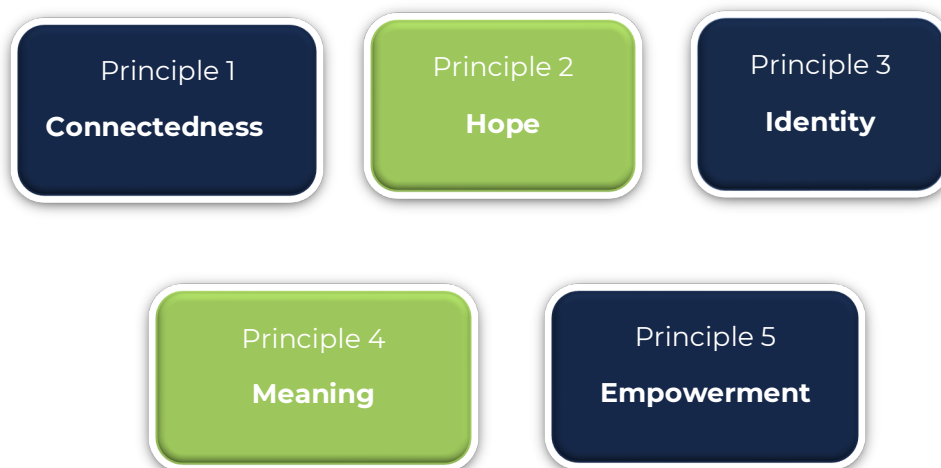 Principle 1
Connectedness
Principle 2
Hope
Principle 3
Identity
Principle 4
Meaning
Principle 5
Empowerment